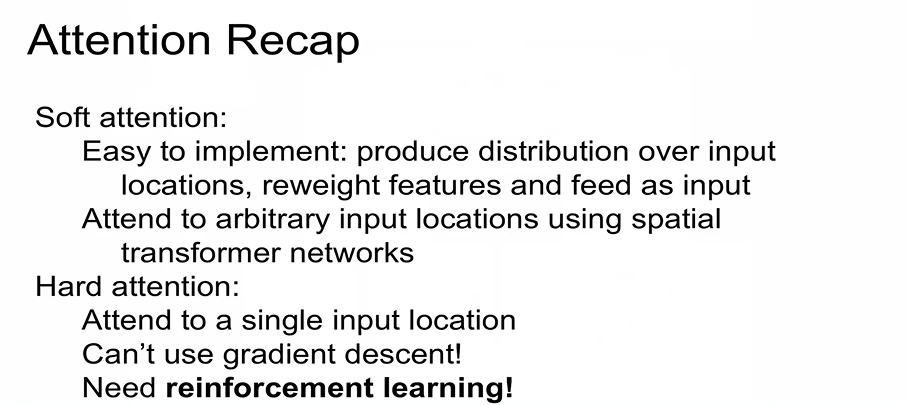 Attention Recap
Soft attention:
Easy to implement: produce distribution over input
locations, reweight features and feed as input
Attend to arbitrary input locations using spatial
transformer networks
Hard attention:
Attend to a single input location
Can't use gradient descent!
Need reinforcement learning!